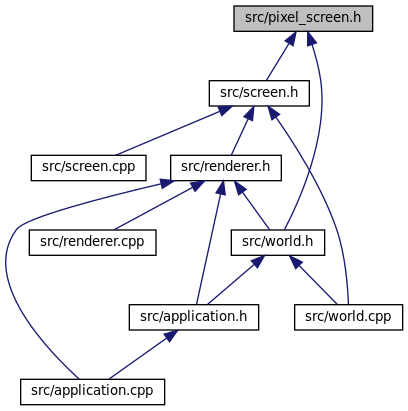 src/pixel_screen.h
src/screen.h
src/screen.cpp
src/renderer.h
src/renderer.cpp
src/world.h
src/application.h
src/world.cpp
src/application.cpp